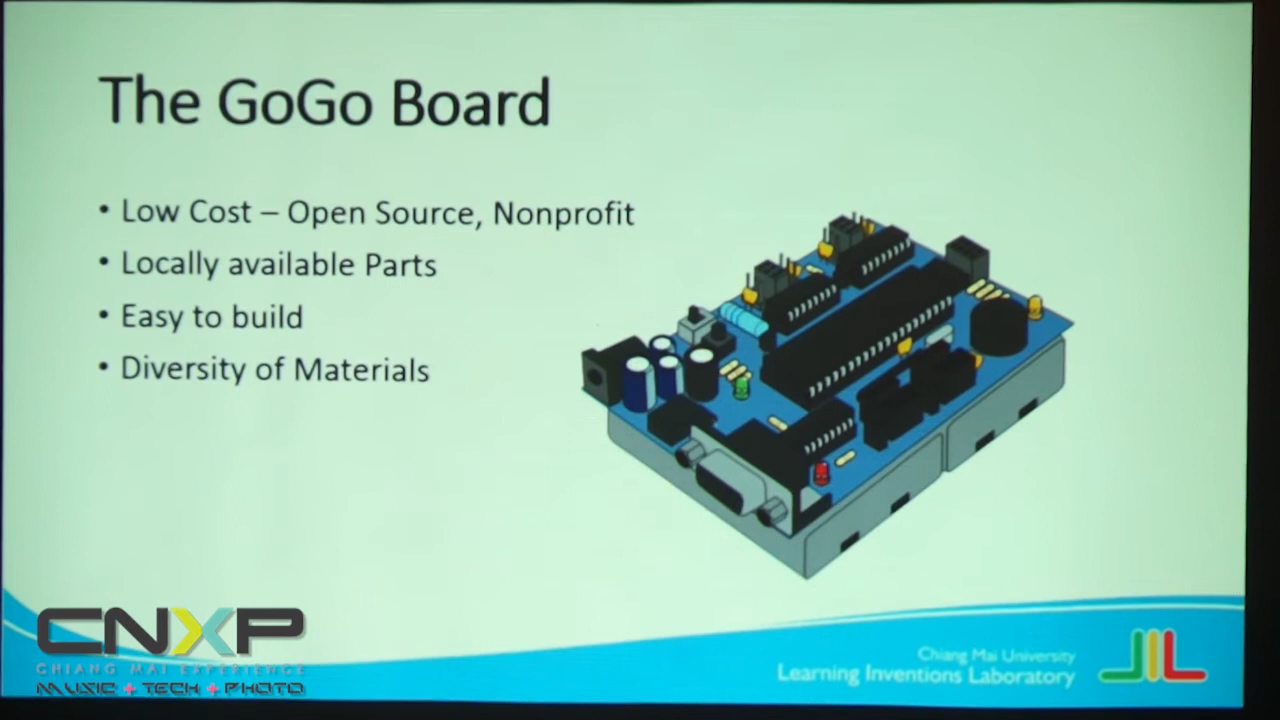 The GoGo Board
• Low Cost – Open Source, Nonprofit
• Locally available Parts
• Easy to build
• Diversity of Materials
CNXP
CHIANG MAI EXPERIENCE
MUSIC + TECH + PHOTO
Chiang Mai University
Learning Inventions Laboratory